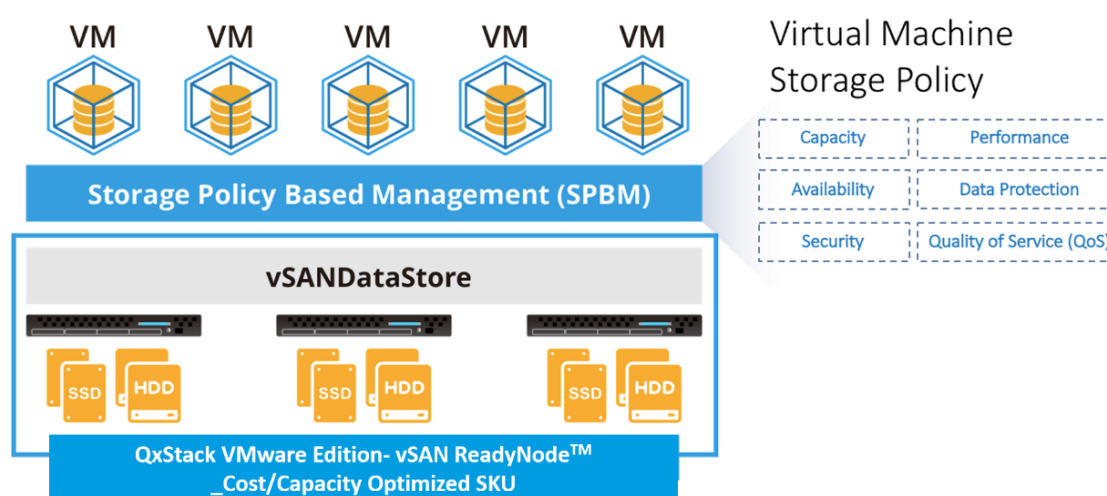 VM VM VM VM VM
Virtual Machine
Storage Policy
Capacity Performance
Availability Data Protection
Security Quality of Service (QoS)
Storage Policy Based Management (SPBM)
vSANDataStore
SSD HDD SSD HDD SSD HDD
QxStack VMware Edition- vSAN ReadyNode™
_Cost/Capacity Optimized SKU